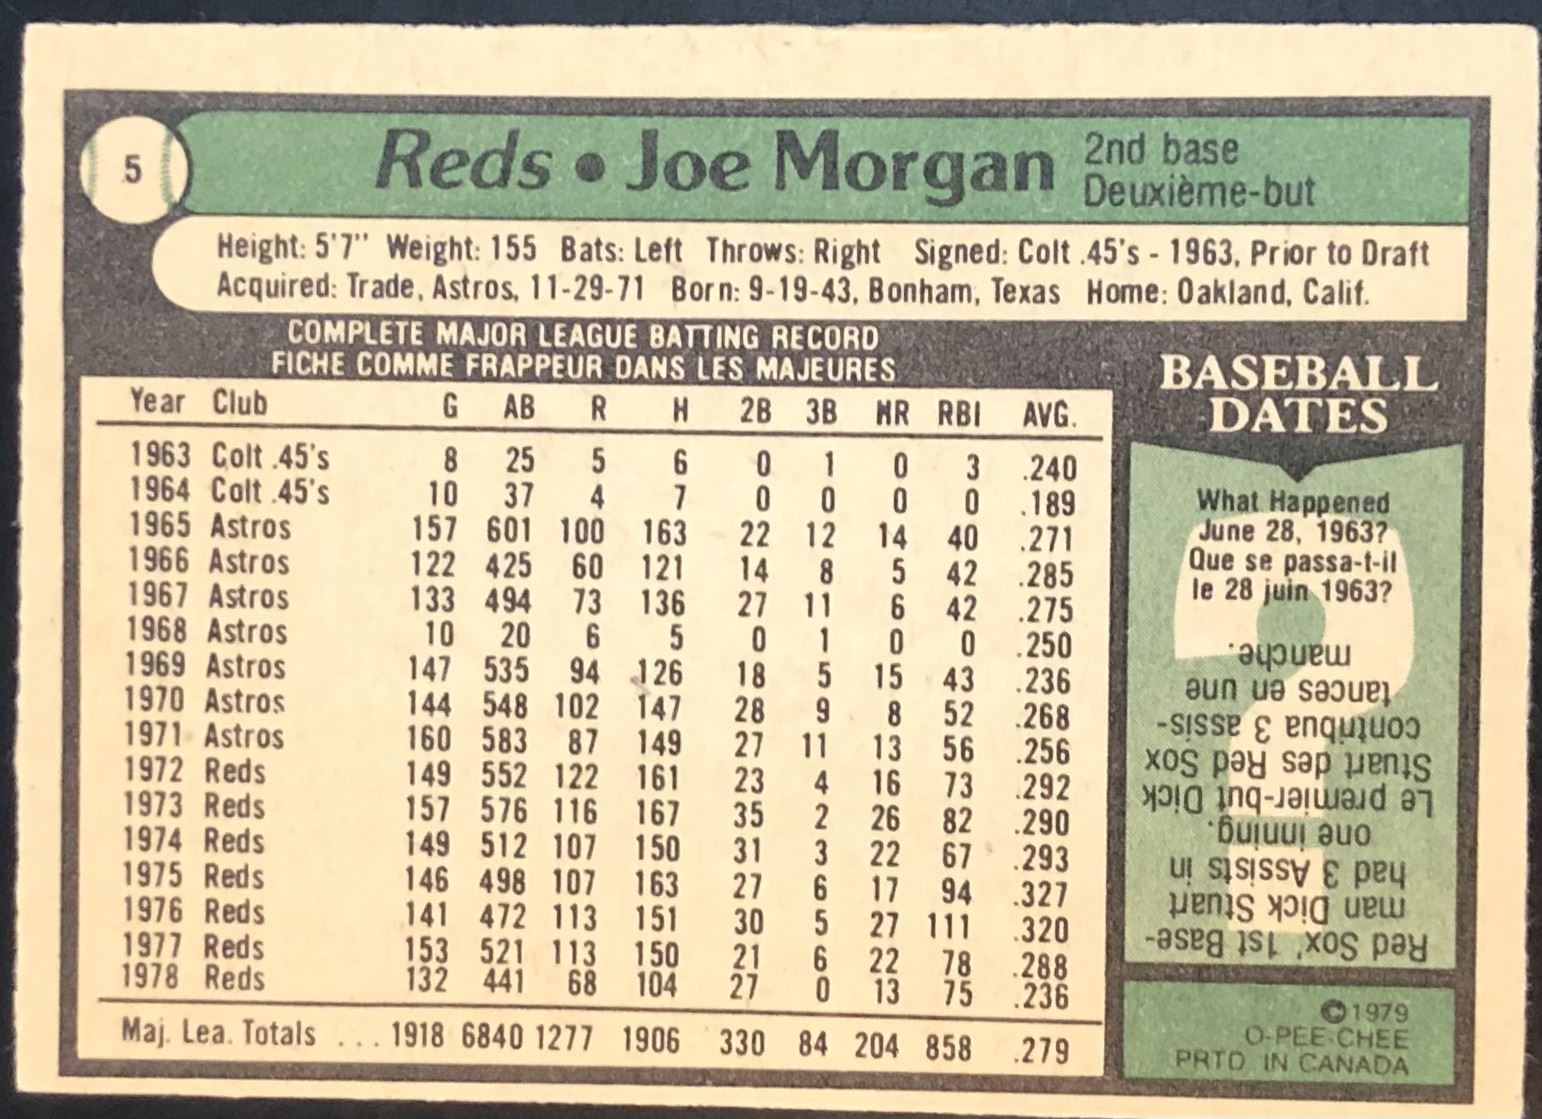 5
Reds • Joe Morgan 2nd base
Deuxième-but
Height: 5'7" Weight: 155 Bats: Left Throws: Right Signed: Colt .45's - 1963, Prior to Draft
Acquired: Trade, Astros, 11-29-71 Born: 9-19-43, Bonham, Texas Home: Oakland, Calif.
COMPLETE MAJOR LEAGUE BATTING RECORD
FICHE COMME FRAPPEUR DANS LES MAJEURES
Year Club G AB R H 2B 3B HR RBI AVG.
1963 Colt .45's 8 25 5 6 0 1 0 3 .240
1964 Colt .45's 10 37 4 7 0 0 0 0 .189
1965 Astros 157 601 100 163 22 12 14 40 .271
1966 Astros 122 425 60 121 14 8 5 42 .285
1967 Astros 133 494 73 136 27 11 6 42 .275
1968 Astros 10 20 6 5 0 1 0 0 .250
1969 Astros 147 535 94 126 18 5 15 43 .236
1970 Astros 144 548 102 147 28 9 8 52 .268
1971 Astros 160 583 87 149 27 11 13 56 .256
1972 Reds 149 552 122 161 23 4 16 73 .292
1973 Reds 157 576 116 167 35 2 26 82 .290
1974 Reds 149 512 107 150 31 3 22 67 .293
1975 Reds 146 498 107 163 27 6 17 94 .327
1976 Reds 141 472 113 151 30 5 27 111 .320
1977 Reds 153 521 113 150 21 6 22 78 .288
1978 Reds 132 441 68 104 27 0 13 75 .236
Maj. Lea. Totals ... 1918 6840 1277 1906 330 84 204 858 .279
BASEBALL
DATES
What Happened
June 28, 1963?
Que se passa-t-il
le 28 juin 1963?
Red Sox' 1st Base-
man Dick Stuart
had 3 Assists in
one inning.
Le premier-but Dick
Stuart des Red Sox
contribua 3 assis-
tances en une
manche.
©1979
O-PEE-CHEE
PRTD. IN CANADA